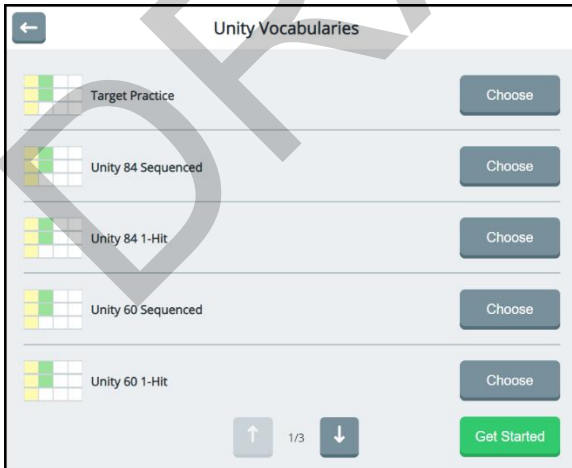 Unity Vocabularies
Target Practice Choose
Unity 84 Sequenced Choose
Unity 84 1-Hit Choose
Unity 60 Sequenced Choose
Unity 60 1-Hit Choose
1/3 Get Started